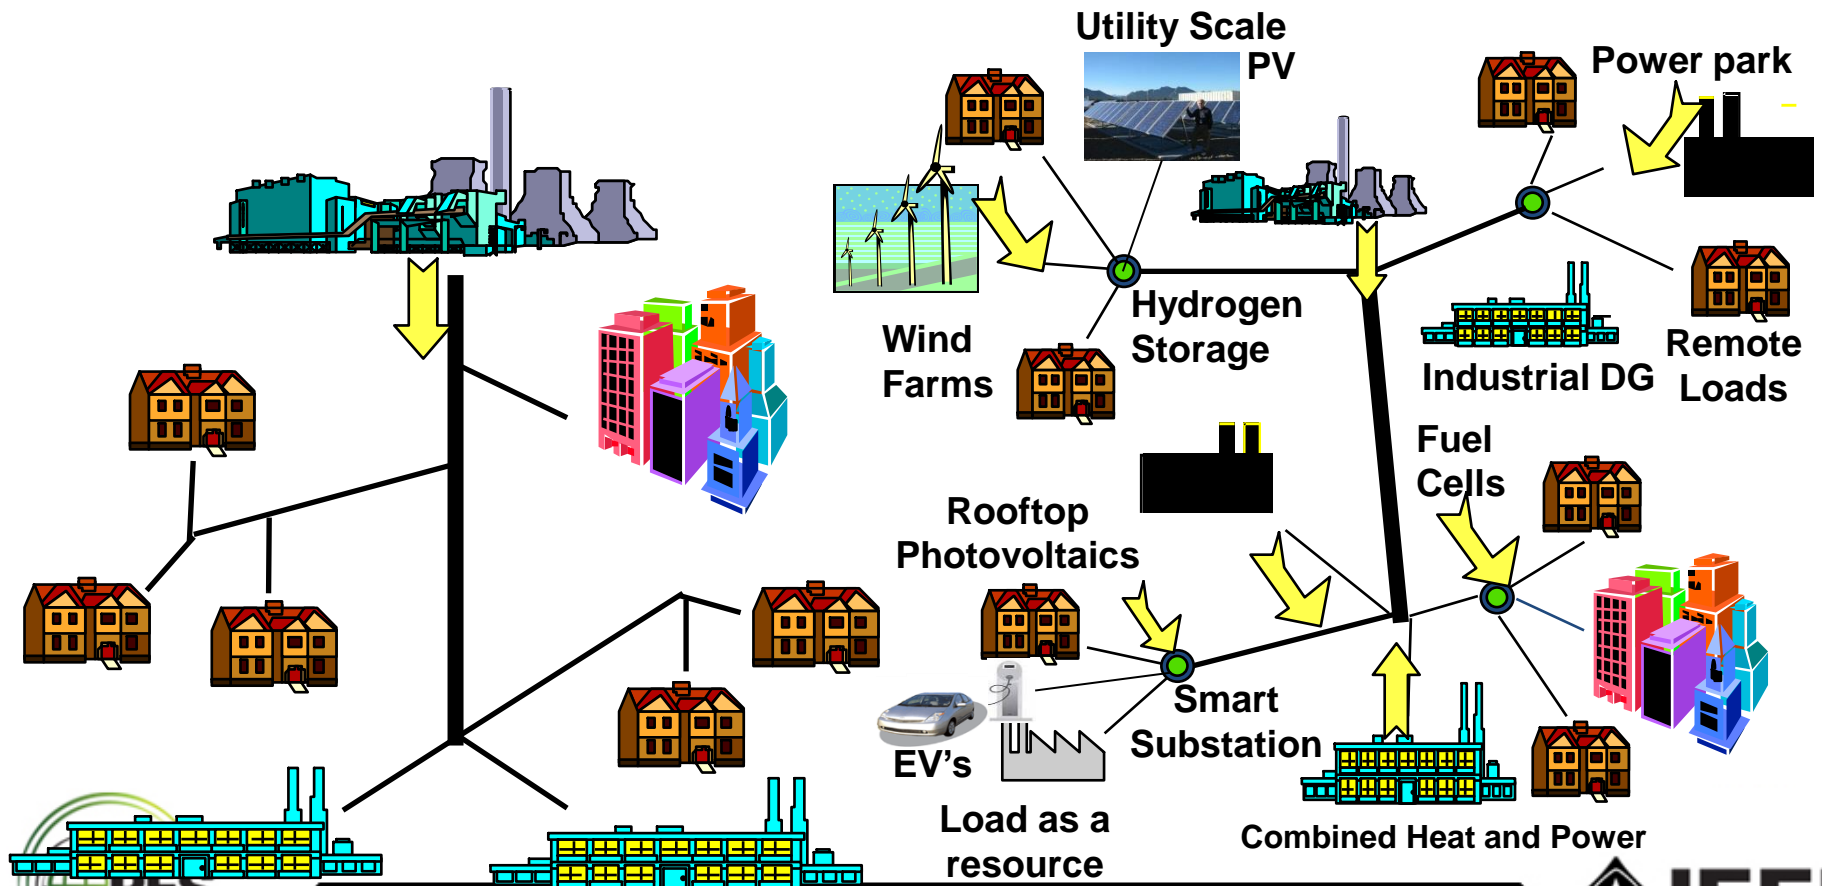 Utility Scale
PV
Power park
Hydrogen
Storage
Wind
Farms
Remote
Loads
Industrial DG
Fuel
Cells
Rooftop
Photovoltaics
Smart
Substation
EV's
Load as a
resource
Combined Heat and Power